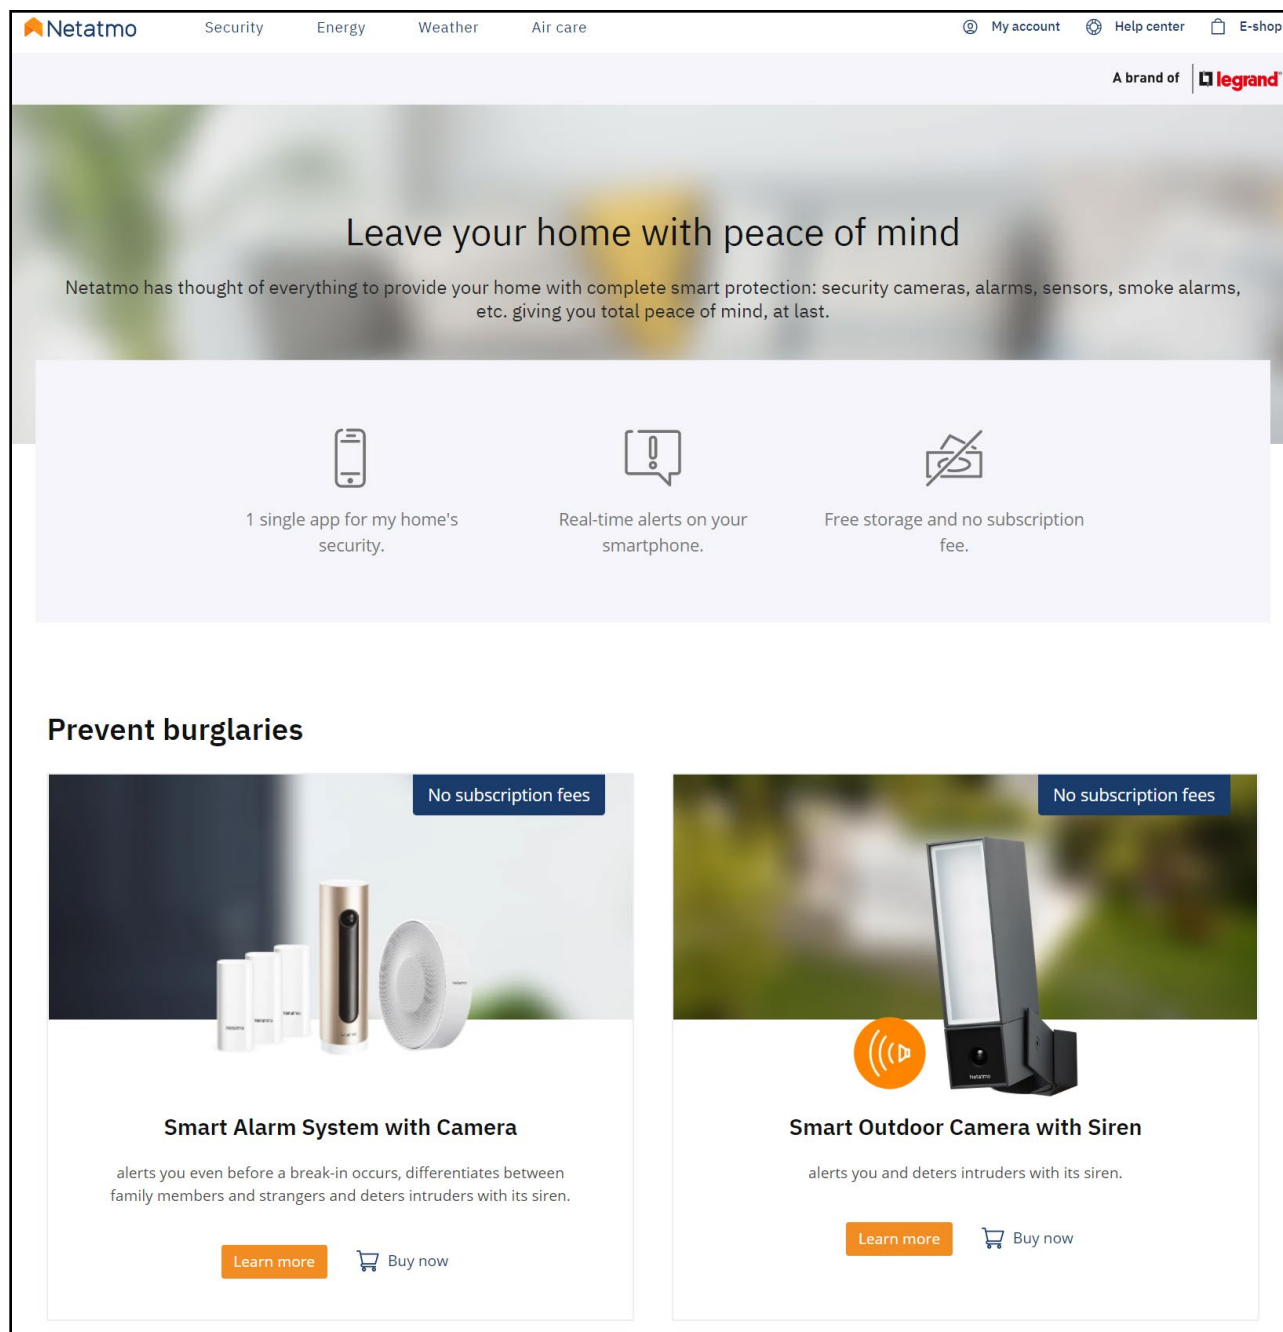 Netatmo
Security Energy Weather Air care
My account Help center E-shop
A brand of legrand
Leave your home with peace of mind
Netatmo has thought of everything to provide your home with complete smart protection: security cameras, alarms, sensors, smoke alarms,
etc. giving you total peace of mind, at last.
1 single app for my home's
security.
Real-time alerts on your
smartphone.
Free storage and no subscription
fee.
Prevent burglaries
No subscription fees
Smart Alarm System with Camera
alerts you even before a break-in occurs, differentiates between
family members and strangers and deters intruders with its siren.
Learn more Buy now
No subscription fees
Netatmo
Smart Outdoor Camera with Siren
alerts you and deters intruders with its siren.
Learn more Buy now